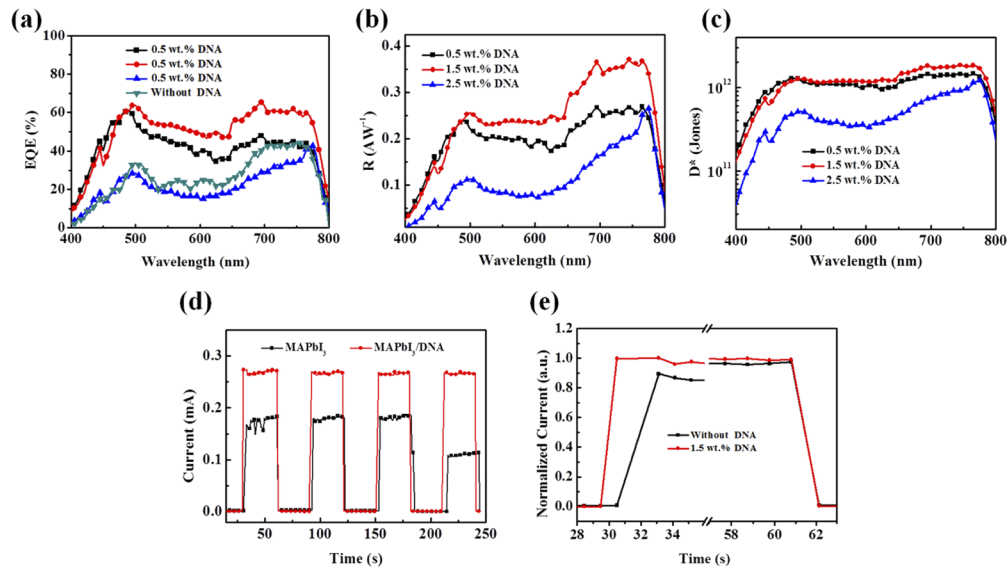 (a)
EQE (%)
100
80
60
40
20
0
0.5 wt.% DNA
0.5 wt.% DNA
0.5 wt.% DNA
Without DNA
400 500 600 700 800
Wavelength (nm)
(b)
R (AW⁻¹)
0.4
0.3
0.2
0.1
0.5 wt.% DNA
1.5 wt.% DNA
2.5 wt.% DNA
400 500 600 700 800
Wavelength (nm)
(c)
D* (Jones)
10¹²
10¹¹
0.5 wt.% DNA
1.5 wt.% DNA
2.5 wt.% DNA
400 500 600 700 800
Wavelength (nm)
(d)
Current (mA)
0.3
0.2
0.1
0.0
MAPbI₃ MAPbI₃/DNA
50 100 150 200 250
Time (s)
(e)
Normalized Current (a.u.)
1.2
1.0
0.8
0.6
0.4
0.2
0.0
Without DNA
1.5 wt.% DNA
28 30 32 34 58 60 62
Time (s)